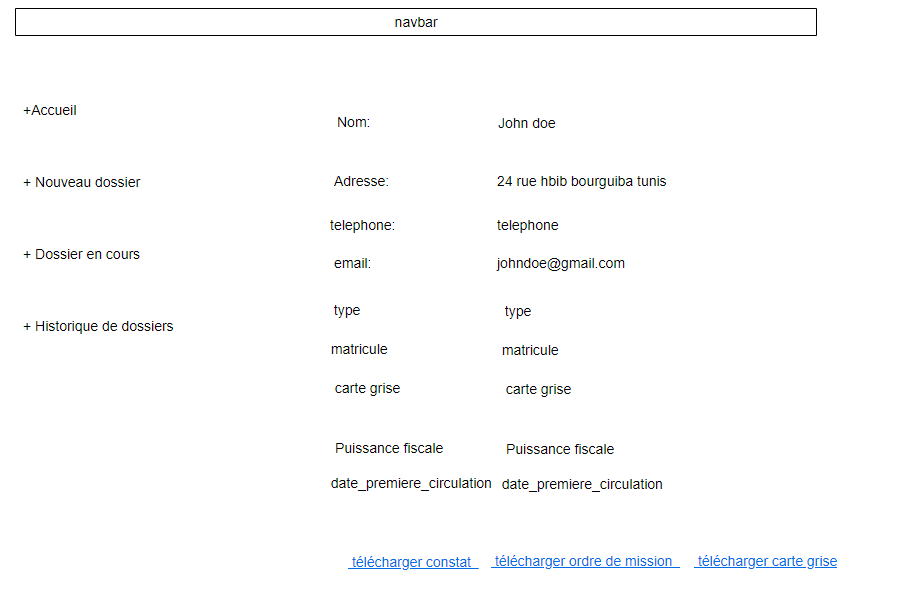 navbar
+Accueil
+ Nouveau dossier
+ Dossier en cours
+ Historique de dossiers
Nom: John doe
Adresse: 24 rue hbib bourguiba tunis
telephone: telephone
email: johndoe@gmail.com
type type
matricule matricule
carte grise carte grise
Puissance fiscale Puissance fiscale
date_premiere_circulation date_premiere_circulation
télécharger constat télécharger ordre de mission télécharger carte grise